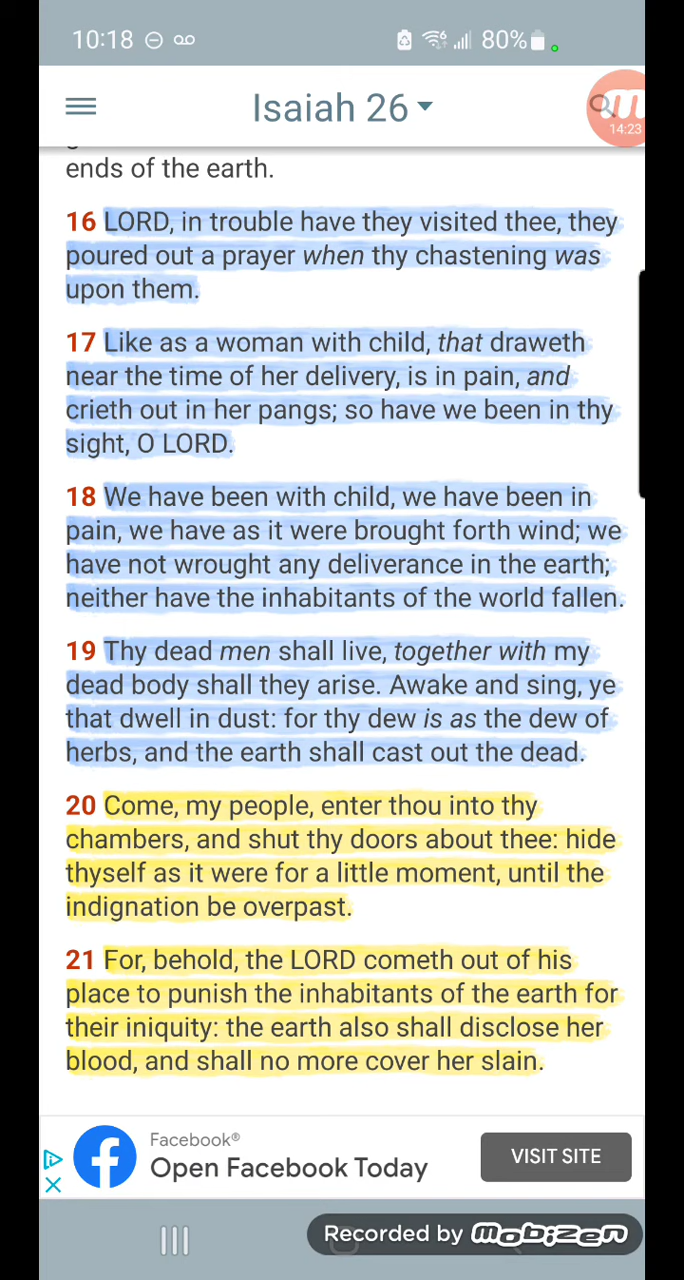 10:18 80%
Isaiah 26
14:23
ends of the earth.
16 LORD, in trouble have they visited thee, they
poured out a prayer when thy chastening was
upon them.
17 Like as a woman with child, that draweth
near the time of her delivery, is in pain, and
crieth out in her pangs; so have we been in thy
sight, O LORD.
18 We have been with child, we have been in
pain, we have as it were brought forth wind; we
have not wrought any deliverance in the earth;
neither have the inhabitants of the world fallen.
19 Thy dead men shall live, together with my
dead body shall they arise. Awake and sing, ye
that dwell in dust: for thy dew is as the dew of
herbs, and the earth shall cast out the dead.
20 Come, my people, enter thou into thy
chambers, and shut thy doors about thee: hide
thyself as it were for a little moment, until the
indignation be overpast.
21 For, behold, the LORD cometh out of his
place to punish the inhabitants of the earth for
their iniquity: the earth also shall disclose her
blood, and shall no more cover her slain.
Facebook®
Open Facebook Today
VISIT SITE
Recorded by mobizen